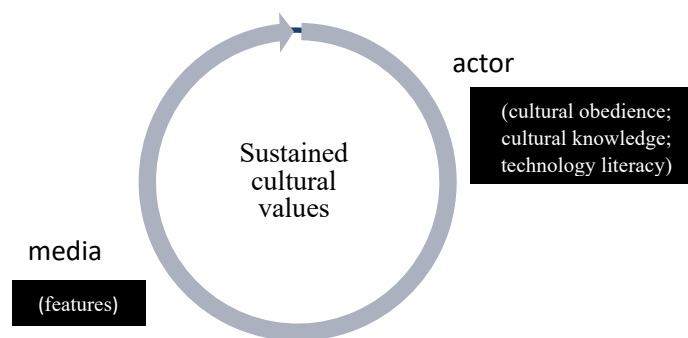 actor
(cultural obedience;
cultural knowledge;
technology literacy)
Sustained
cultural
values
media
(features)